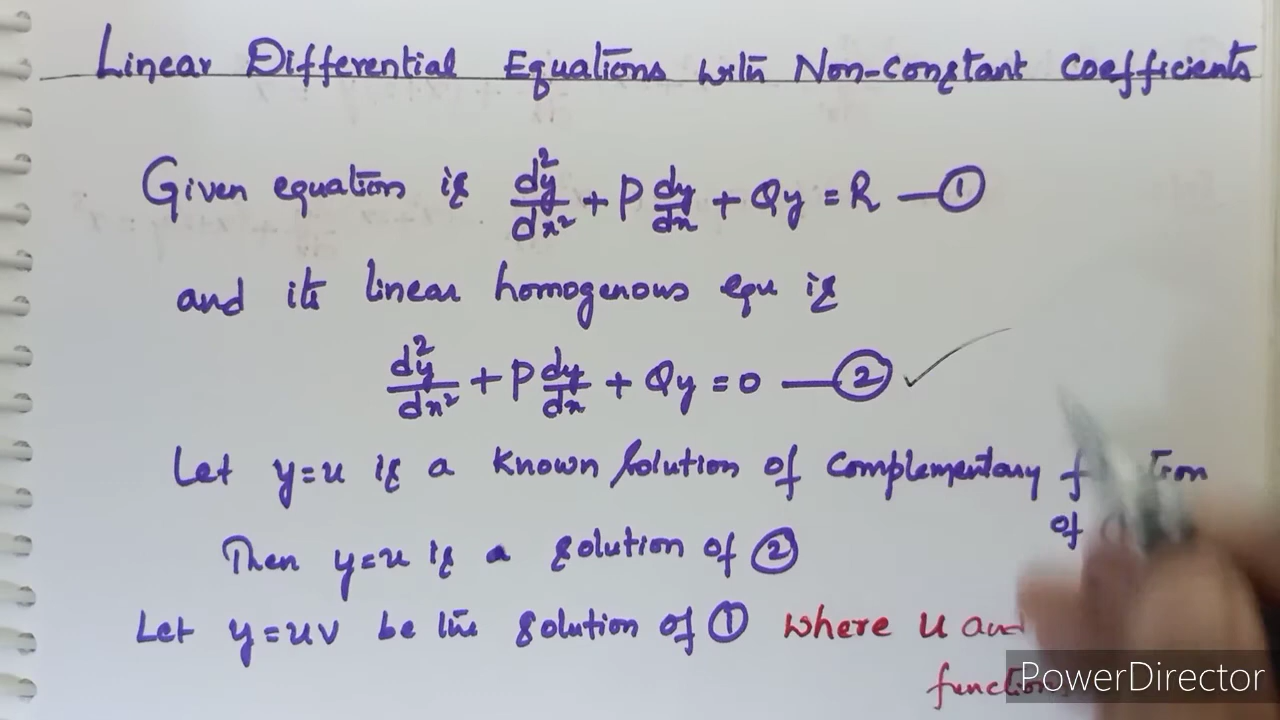 Linear Differential Equations with Non-Constant Coefficients
Given equation is d²y/dx² + P dy/dx + Qy = R — ①
and its linear homogenous equ is
d²y/dx² + P dy/dx + Qy = 0 — ② ✓
Let y=u is a known solution of complementary
of
Then y=u is a solution of ②
Let y=uv be the solution of ① where u and
PowerDirector